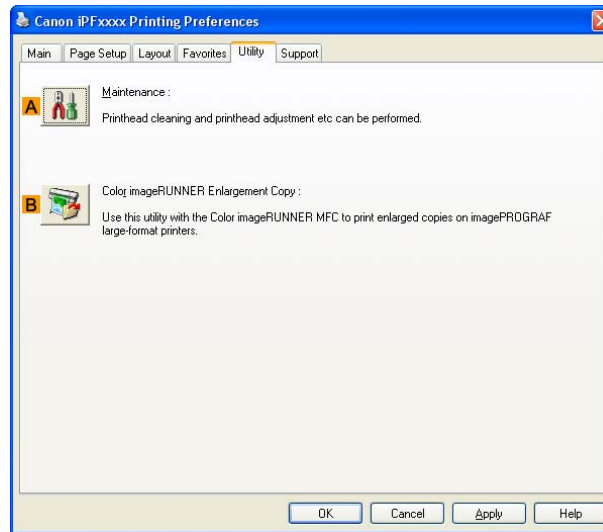 Canon iPFxxxx Printing Preferences
Main Page Setup Layout Favorites Utility Support
A
Maintenance :
Printhead cleaning and printhead adjustment etc can be performed.
B
Color imageRUNNER Enlargement Copy :
Use this utility with the Color imageRUNNER MFC to print enlarged copies on imagePROGRAF
large-format printers.
OK Cancel Apply Help